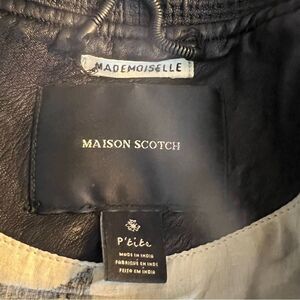 MADEMOISELLE
MAISON SCOTCH
P'tite
MADE IN INDIA
FABRIQUÉ EN INDE
FEITO EM INDIA